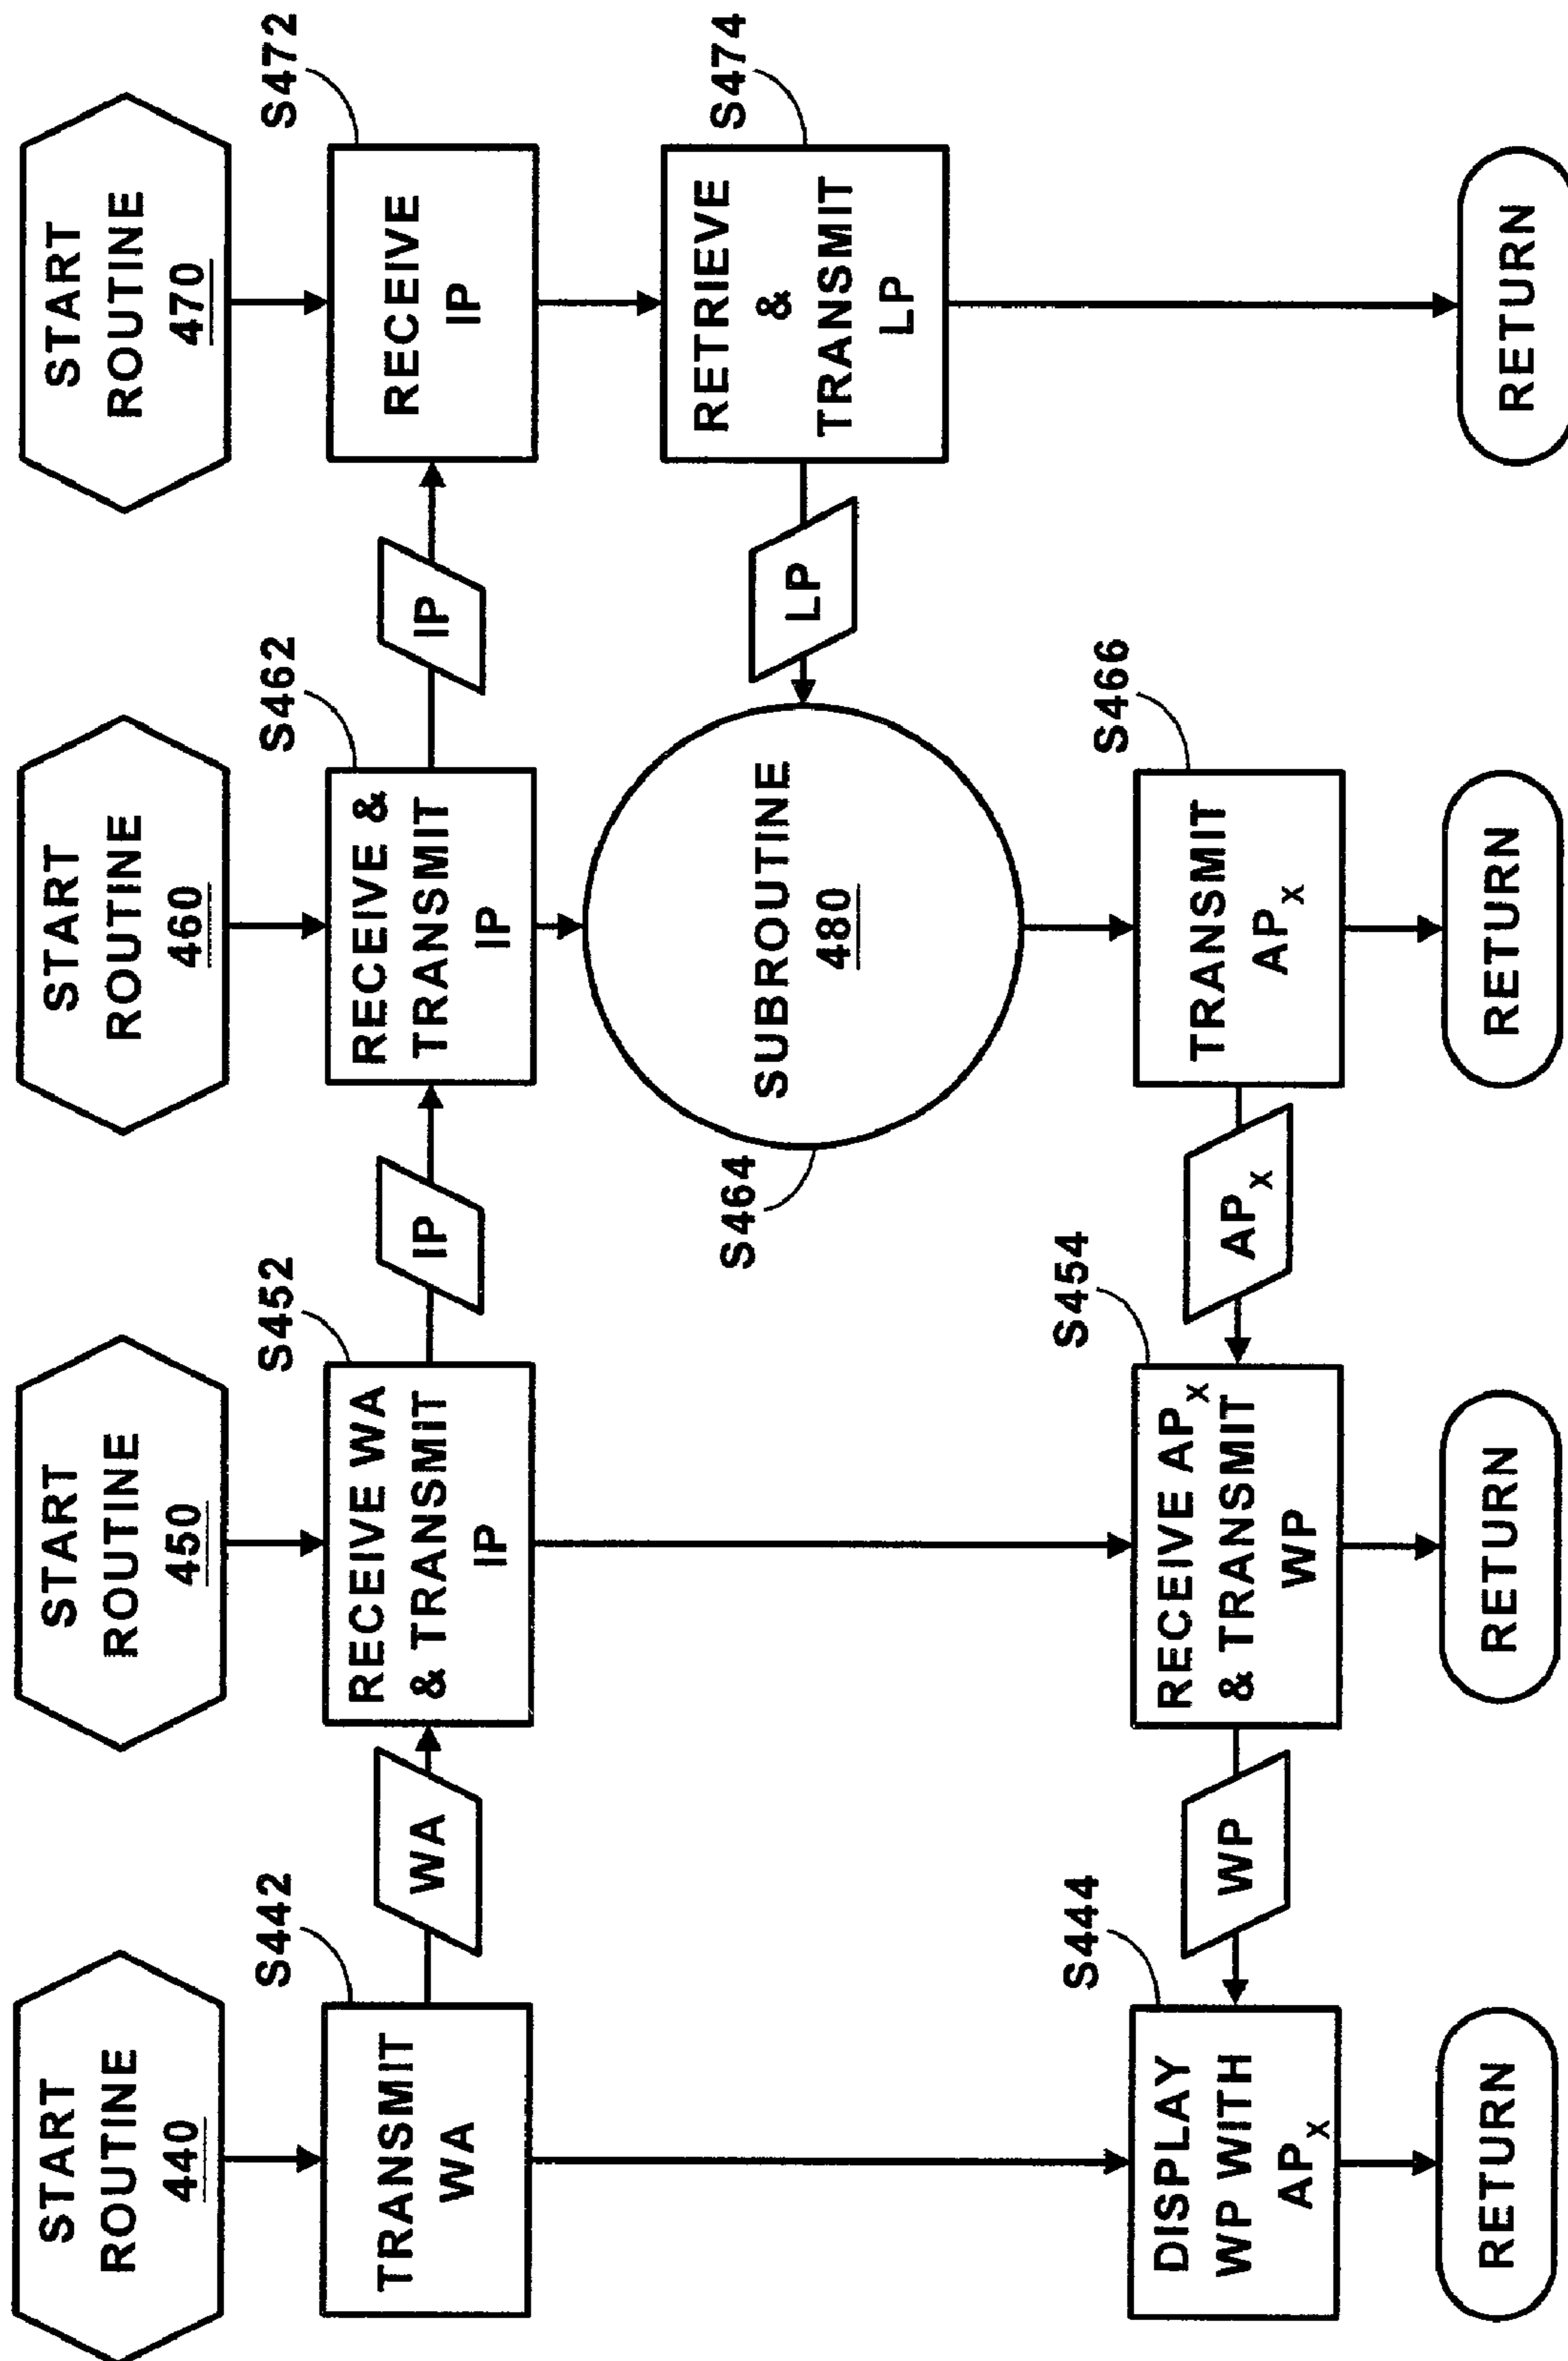 START
ROUTINE
440
S442
TRANSMIT
WA
WA
S444
DISPLAY
WP WITH
APX
WP
RETURN
START
ROUTINE
450
S452
RECEIVE WA
& TRANSMIT
IP
IP
S454
RECEIVE APX
& TRANSMIT
WP
APX
RETURN
START
ROUTINE
460
S462
RECEIVE &
TRANSMIT
IP
IP
S464
SUBROUTINE
480
LP
S466
TRANSMIT
APX
RETURN
START
ROUTINE
470
S472
RECEIVE
IP
S474
RETRIEVE
&
TRANSMIT
LP
RETURN